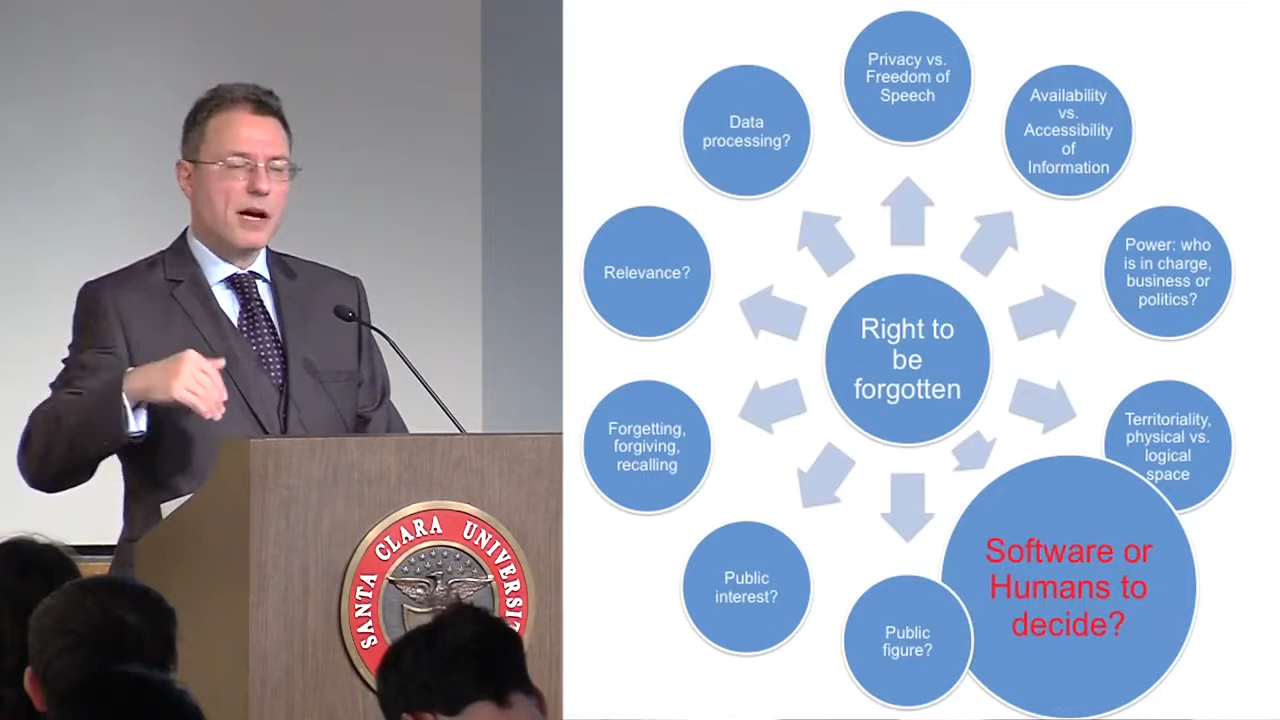 SANTA CLARA UNIVERSI
Privacy vs.
Freedom of
Speech
Availability
vs.
Accessibility
of
Information
Power: who
is in charge,
business or
politics?
Territoriality,
physical vs.
logical
space
Software or
Humans to
decide?
Public
figure?
Public
interest?
Forgetting,
forgiving,
recalling
Relevance?
Data
processing?
Right to
be
forgotten